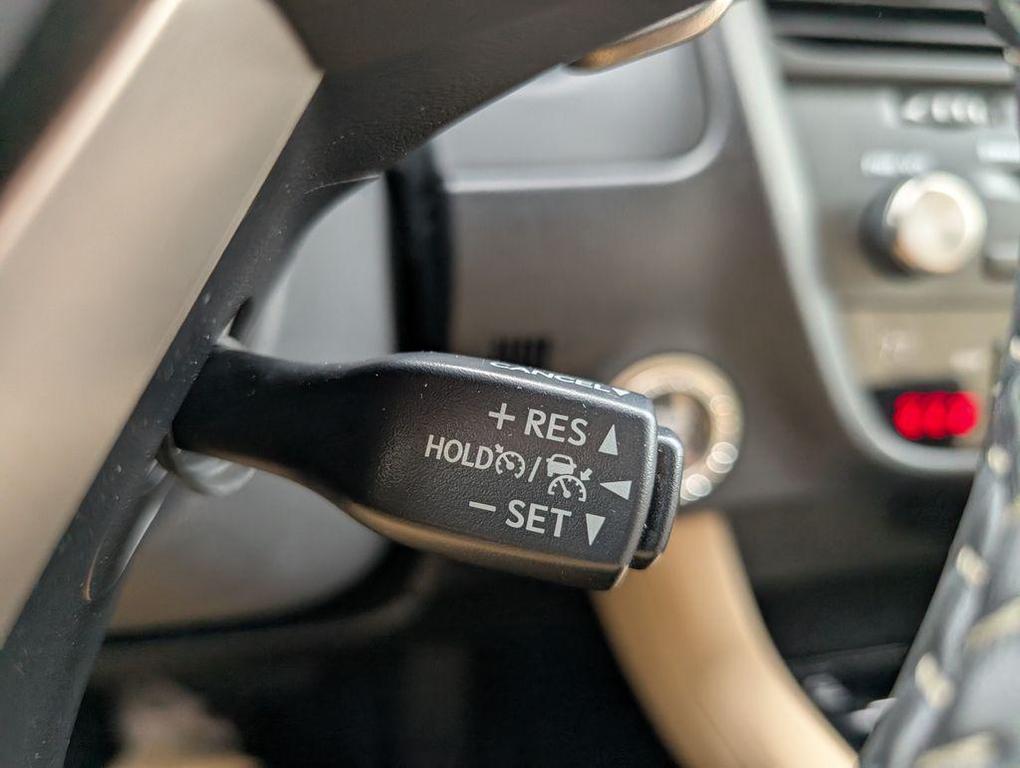 CANCEL
+ RES ▲
HOLD / ◀
− SET ▼